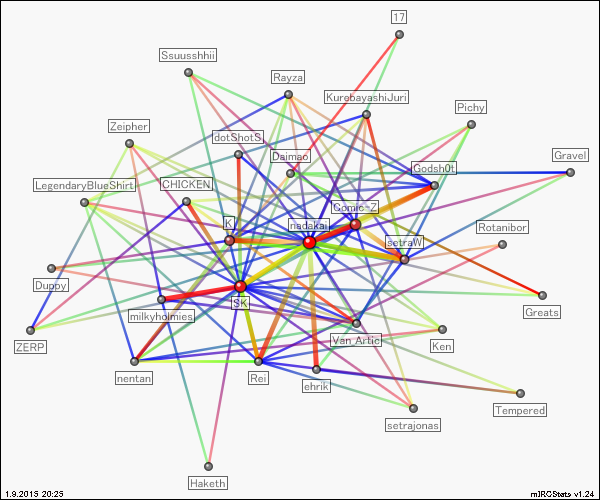 17
Ssuusshhii
Rayza
KurebayashiJuri
Pichy
Zeipher
dotShotS
Daimao
Godsh0t
Gravel
LegendaryBlueShirt
CHICKEN
Comic-Z
K
nadakai
setraW
Rotanibor
Duppy
SK
Greats
milkyholmies
Van_Artic
Ken
ZERP
nentan
Rei
ehrik
Tempered
setrajonas
Haketh
1.9.2015 20:25
mIRCStats v1.24